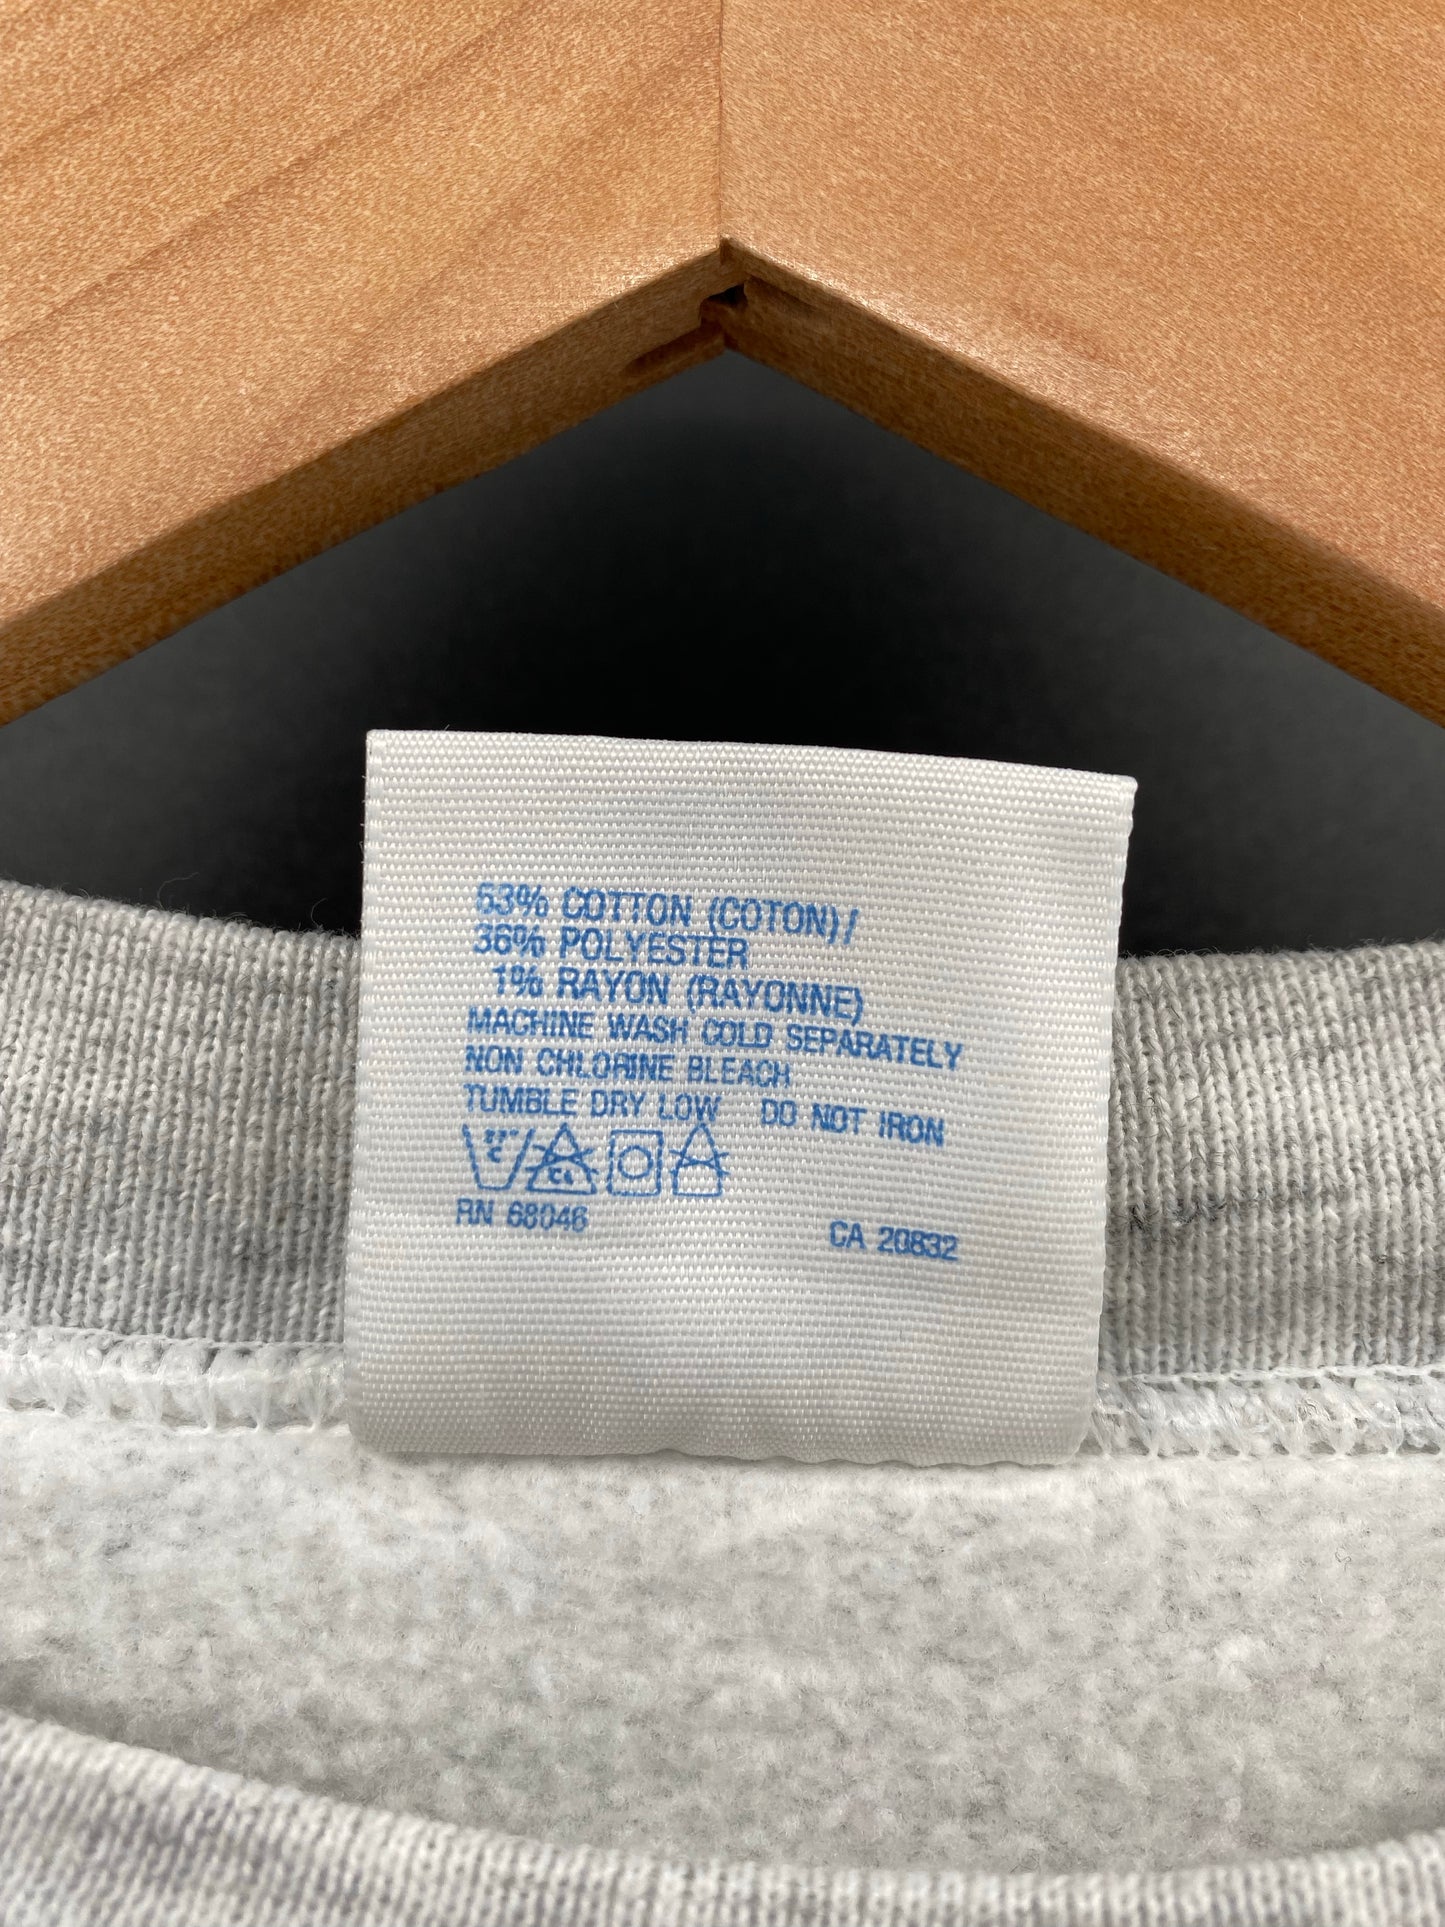 63% COTTON (COTON)/
36% POLYESTER
1% RAYON (RAYONNE)
MACHINE WASH COLD SEPARATELY
NON CHLORINE BLEACH
TUMBLE DRY LOW DO NOT IRON
RN 68046 CA 20832